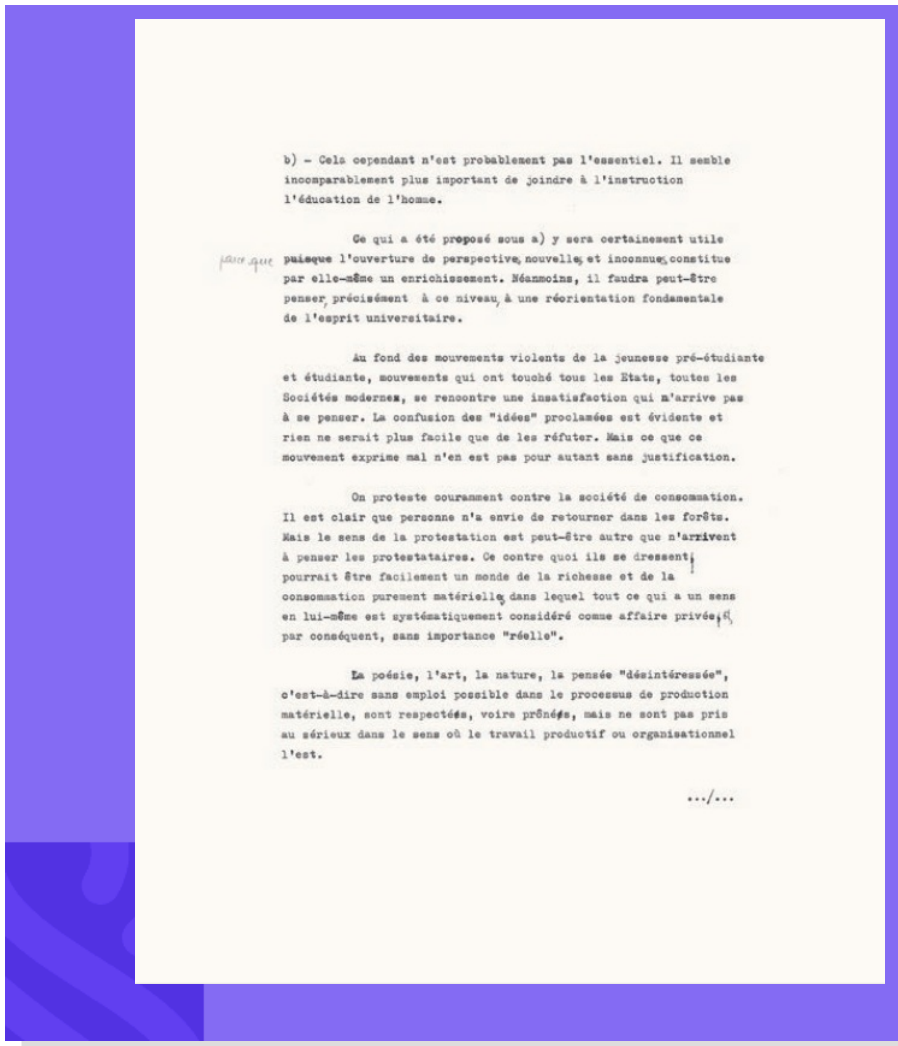 b) - Cela cependant n'est probablement pas l'essentiel. Il semble
incomparablement plus important de joindre à l'instruction
l'éducation de l'homme.
Ce qui a été proposé sous a) y sera certainement utile
parce que puisque l'ouverture de perspectives nouvelles et inconnues constitue
par elle-même un enrichissement. Néanmoins, il faudra peut-être
penser, précisément à ce niveau, à une réorientation fondamentale
de l'esprit universitaire.
Au fond des mouvements violents de la jeunesse pré-étudiante
et étudiante, mouvements qui ont touché tous les Etats, toutes les
Sociétés modernes, se rencontre une insatisfaction qui n'arrive pas
à se penser. La confusion des "idées" proclamées est évidente et
rien ne serait plus facile que de les réfuter. Mais ce que ce
mouvement exprime mal n'en est pas pour autant sans justification.
On proteste couramment contre la société de consommation.
Il est clair que personne n'a envie de retourner dans les forêts.
Mais le sens de la protestation est peut-être autre que n'arrivent
à penser les protestataires. Ce contre quoi ils se dressent
pourrait être facilement un monde de la richesse et de la
consommation purement matérielle, dans lequel tout ce qui a un sens
en lui-même est systématiquement considéré comme affaire privée,
par conséquent, sans importance "réelle".
La poésie, l'art, la nature, la pensée "désintéressée",
c'est-à-dire sans emploi possible dans le processus de production
matérielle, sont respectés, voire prônés, mais ne sont pas pris
au sérieux dans le sens où le travail productif ou organisationnel
l'est.
.../...